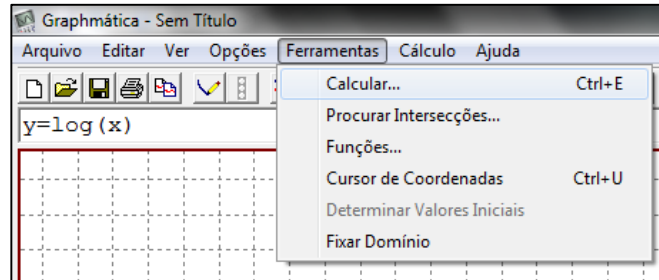 Graphmática - Sem Título
Arquivo Editar Ver Opções Ferramentas Cálculo Ajuda
Calcular... Ctrl+E
y=log(x)
Procurar Intersecções...
Funções...
Cursor de Coordenadas Ctrl+U
Determinar Valores Iniciais
Fixar Domínio